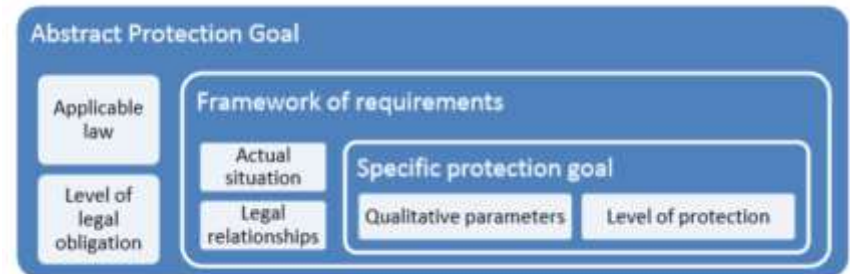 Abstract Protection Goal
Applicable
law
Level of
legal
obligation
Framework of requirements
Actual
situation
Legal
relationships
Specific protection goal
Qualitative parameters
Level of protection